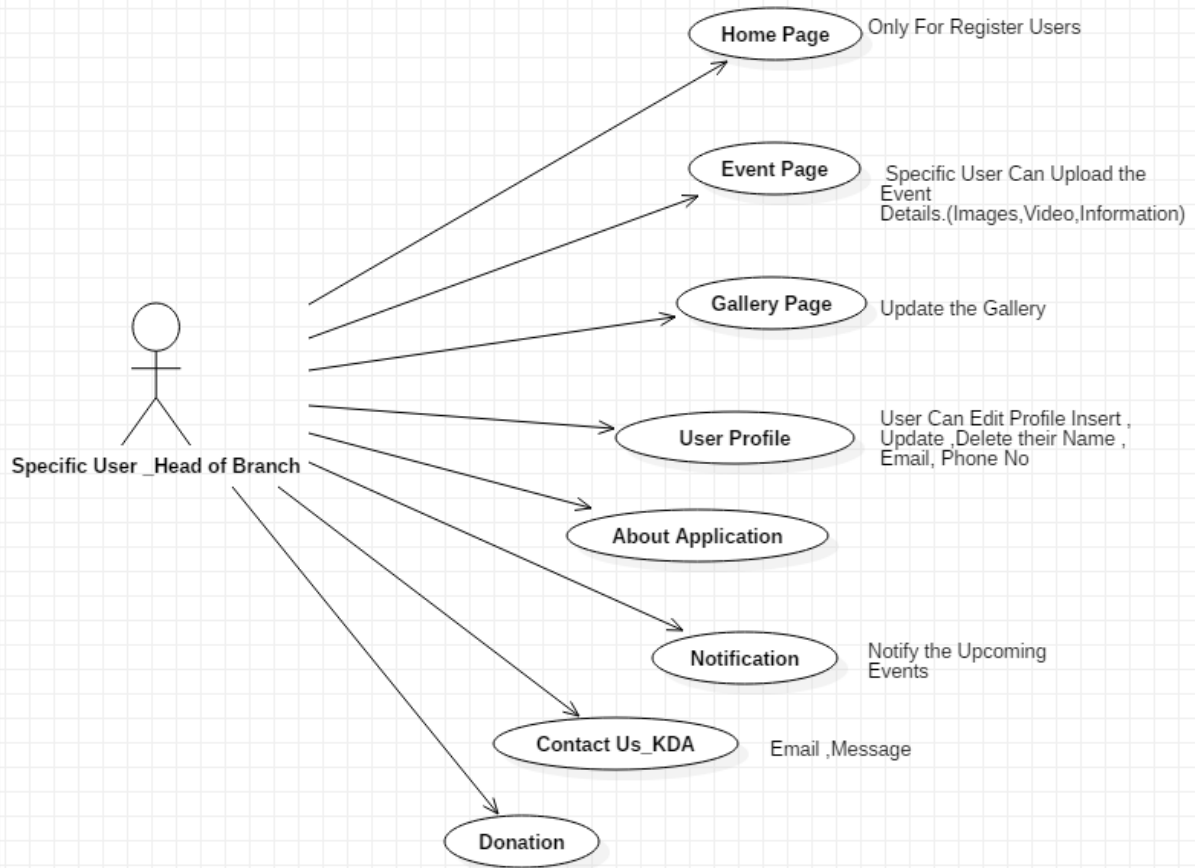 Home Page
Only For Register Users
Event Page
Specific User Can Upload the
Event
Details.(Images,Video,Information)
Gallery Page
Update the Gallery
User Profile
User Can Edit Profile Insert ,
Update ,Delete their Name ,
Email, Phone No
Specific User _Head of Branch
About Application
Notification
Notify the Upcoming
Events
Contact Us_KDA
Email ,Message
Donation